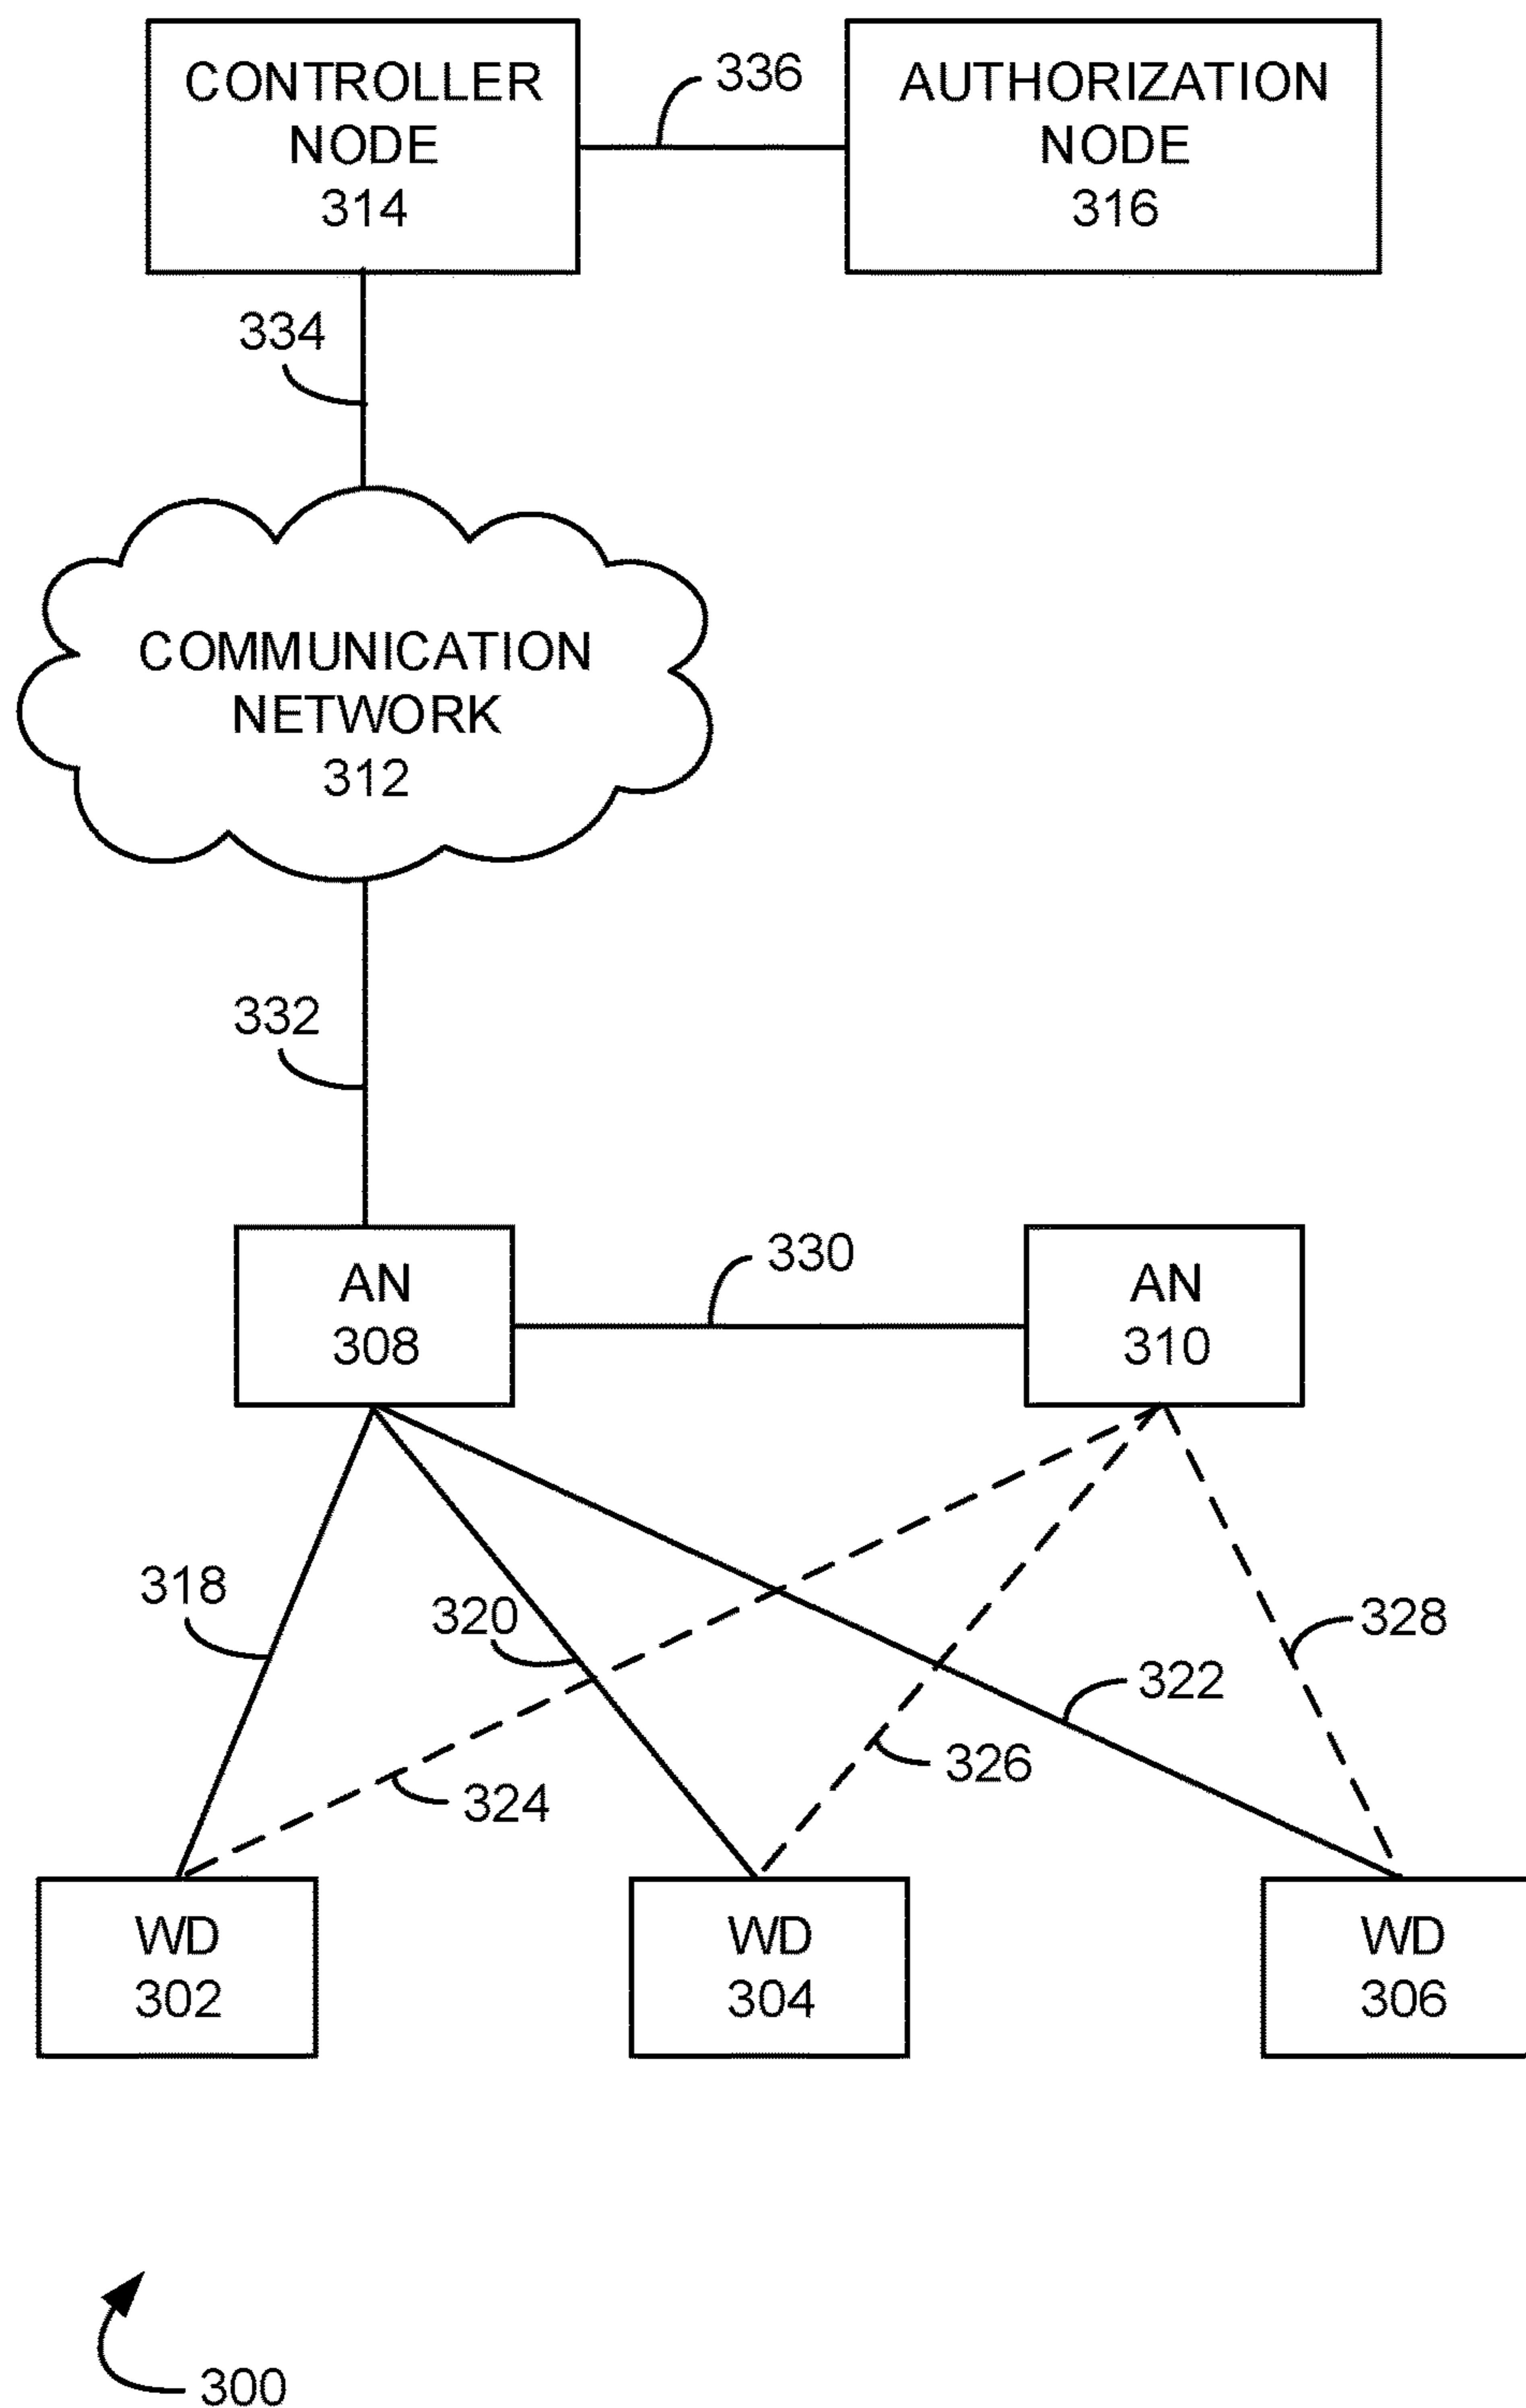 CONTROLLER
NODE
314
336
AUTHORIZATION
NODE
316
334
COMMUNICATION
NETWORK
312
332
AN
308
330
AN
310
318
320
328
322
326
324
WD
302
WD
304
WD
306
300